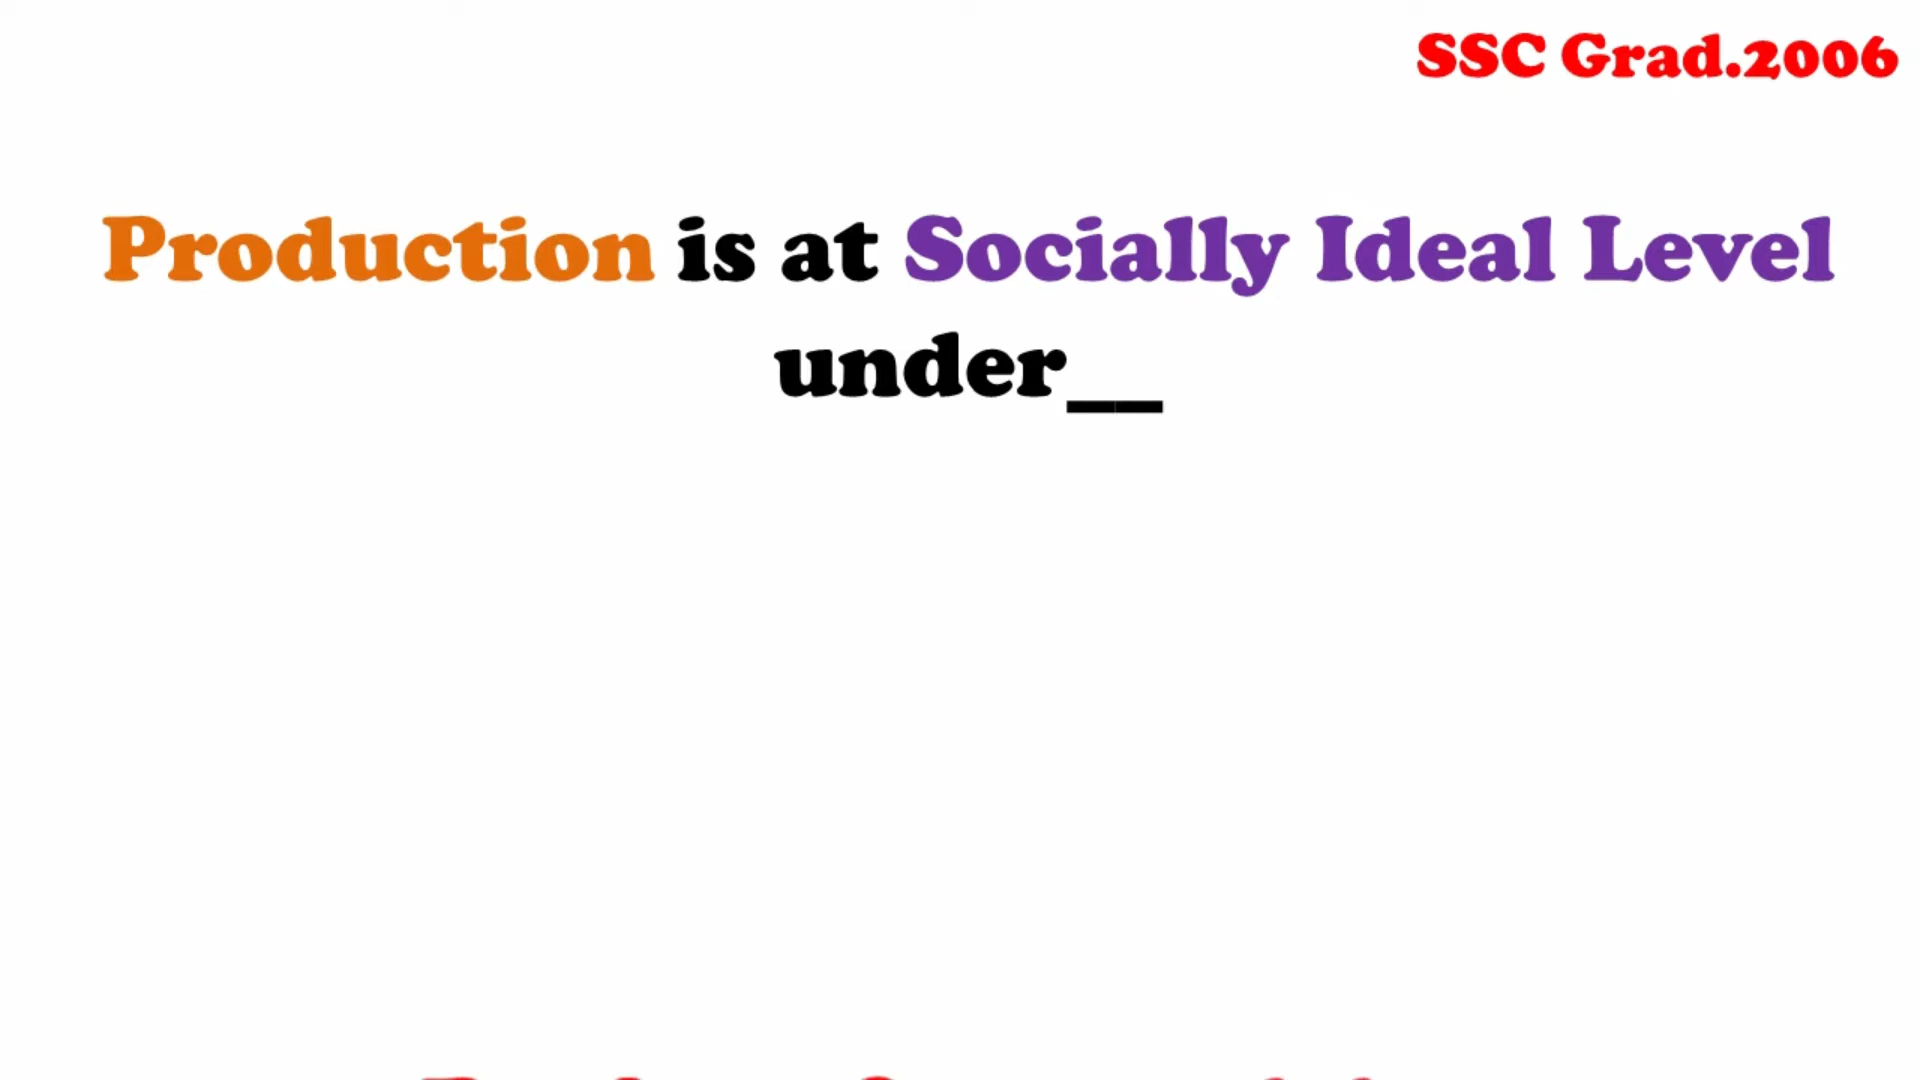 SSC Grad.2006
Production is at Socially Ideal Level
under__